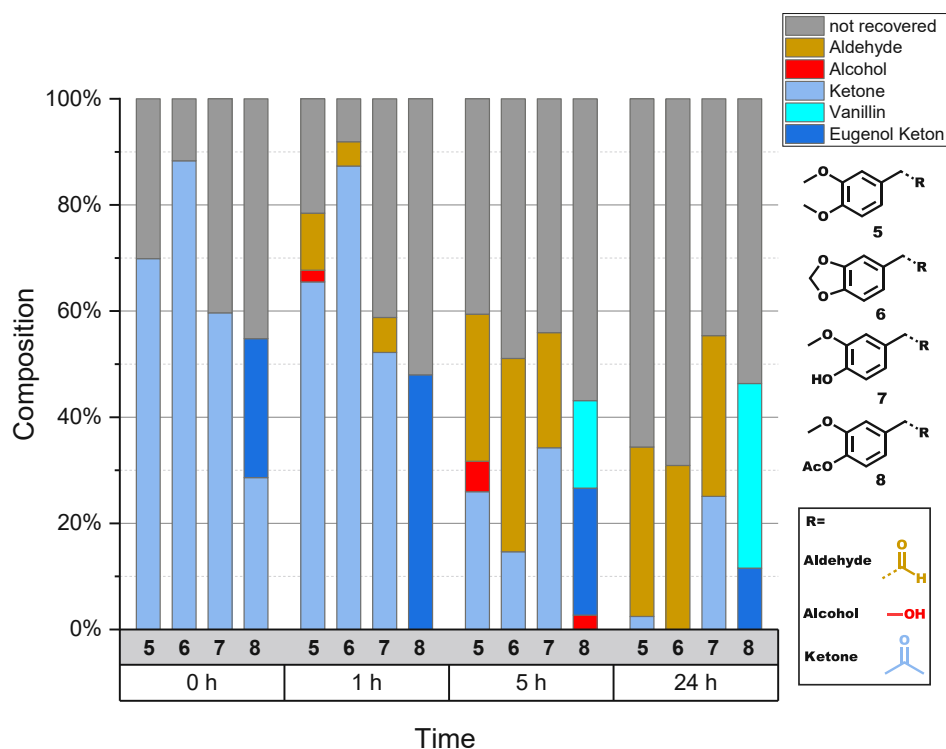 not recovered
Aldehyde
Alcohol
Ketone
Vanillin
Eugenol Keton
100%
80%
60%
40%
20%
0%
Composition
5 6 7 8 5 6 7 8 5 6 7 8 5 6 7 8
0 h 1 h 5 h 24 h
Time
O
O
R
5
O
O
R
6
O
HO
R
7
O
AcO
R
8
R=
Aldehyde
O
H
Alcohol
OH
Ketone
O